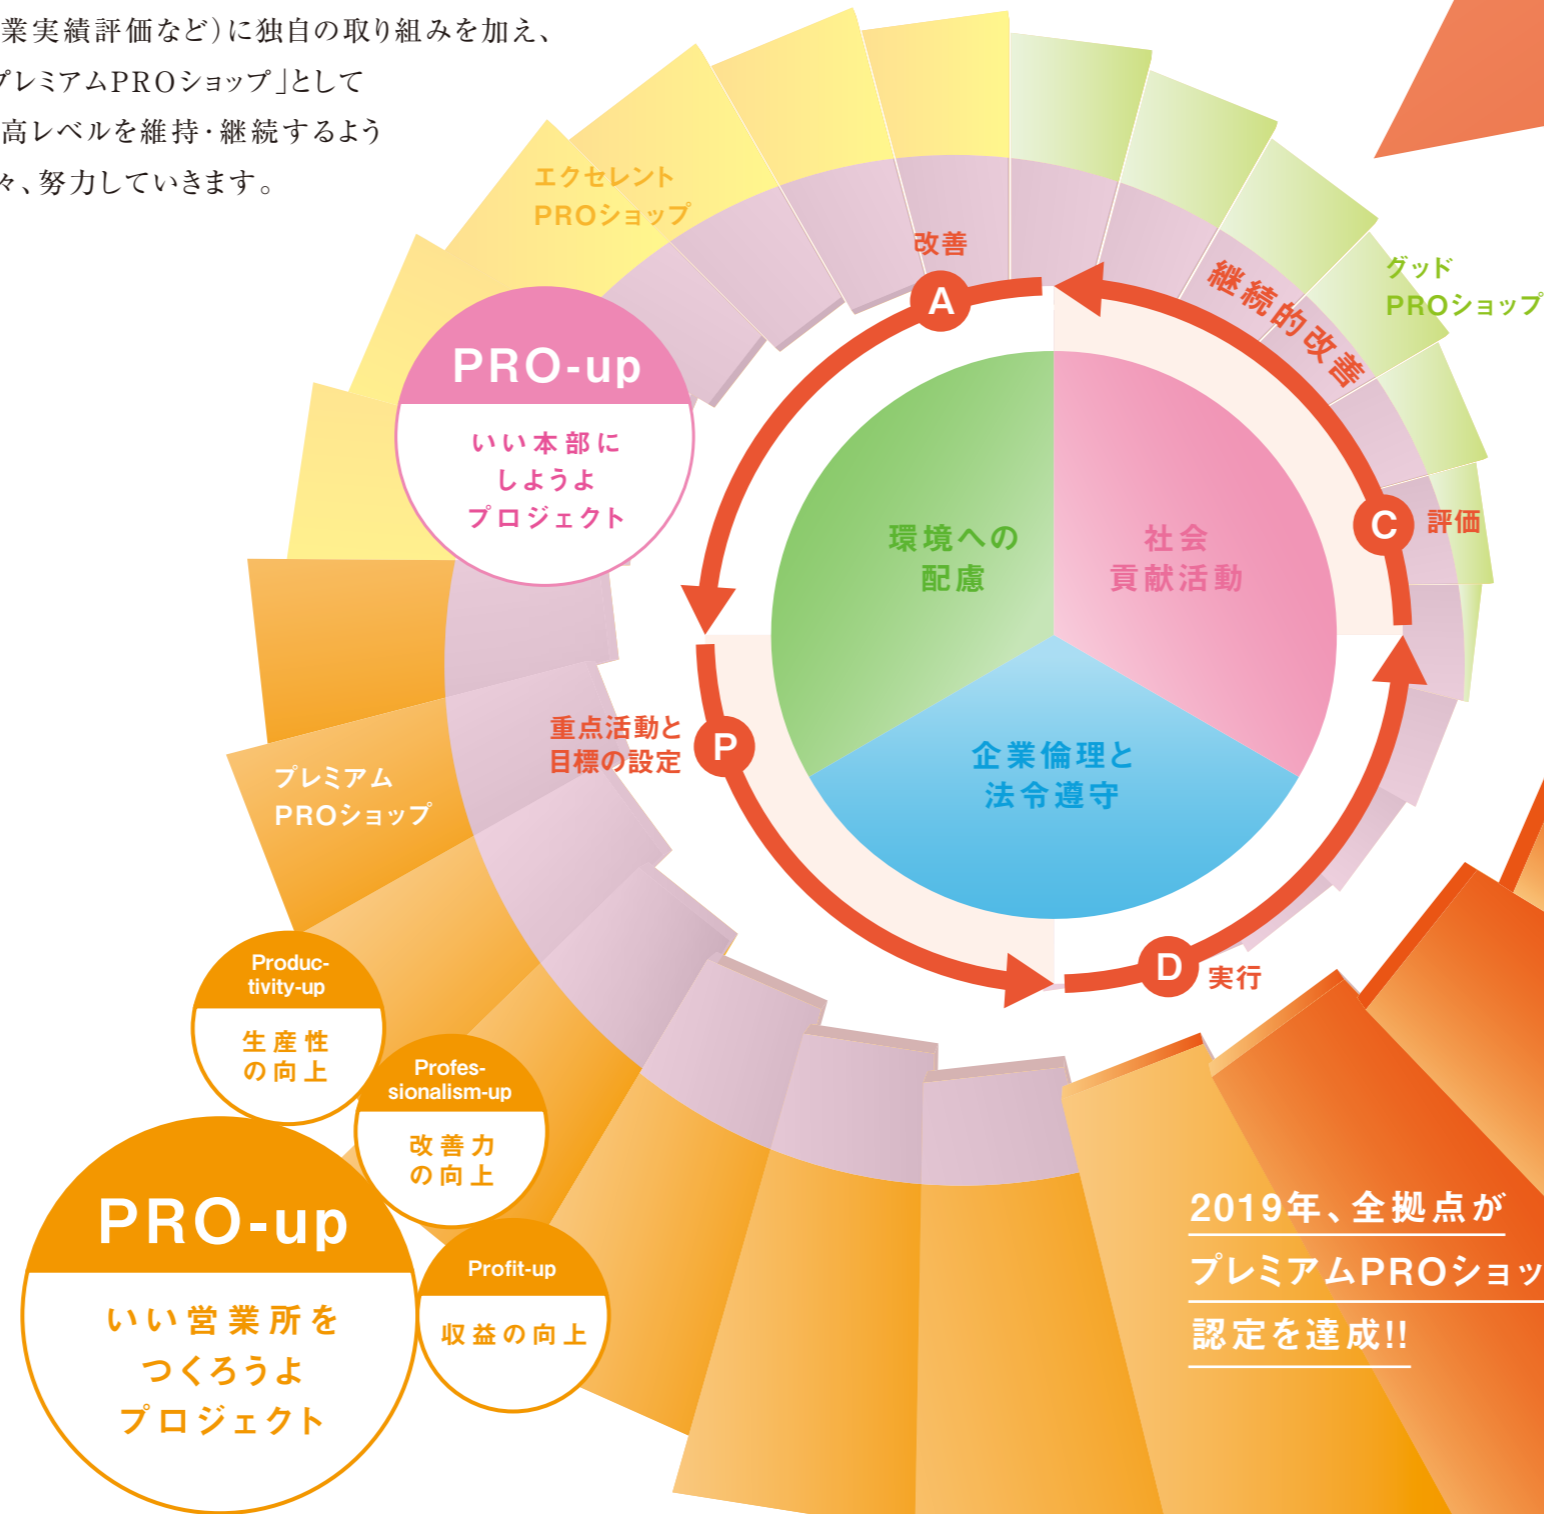 業実績評価など)に独自の取り組みを加え、
プレミアムPROショップ」として
高レベルを維持・継続するよう
々、努力していきます。
エクセレント
PROショップ
改善
A
継続的改善
グッド
PROショップ
PRO-up
いい本部に
しようよ
プロジェクト
C
評価
環境への
配慮
社会
貢献活動
企業倫理と
法令遵守
重点活動と
目標の設定
P
プレミアム
PROショップ
D
実行
Produc-
tivity-up
生産性
の向上
Profes-
sionalism-up
改善力
の向上
Profit-up
収益の向上
PRO-up
いい営業所を
つくろうよ
プロジェクト
2019年、全拠点が
プレミアムPROショッ
認定を達成!!